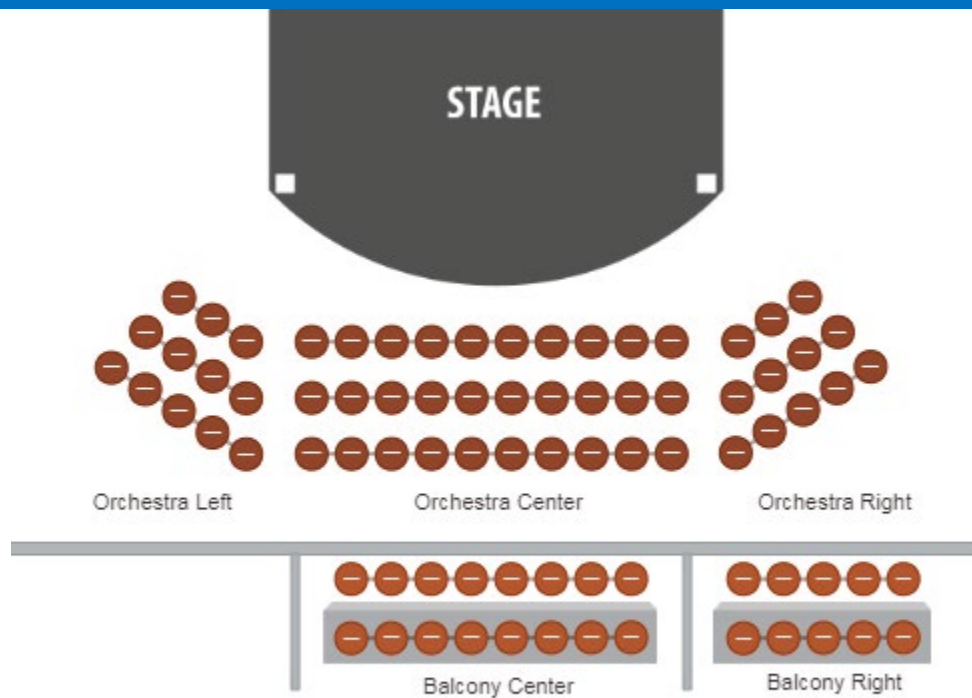 STAGE
Orchestra Left
Orchestra Center
Orchestra Right
Balcony Center
Balcony Right